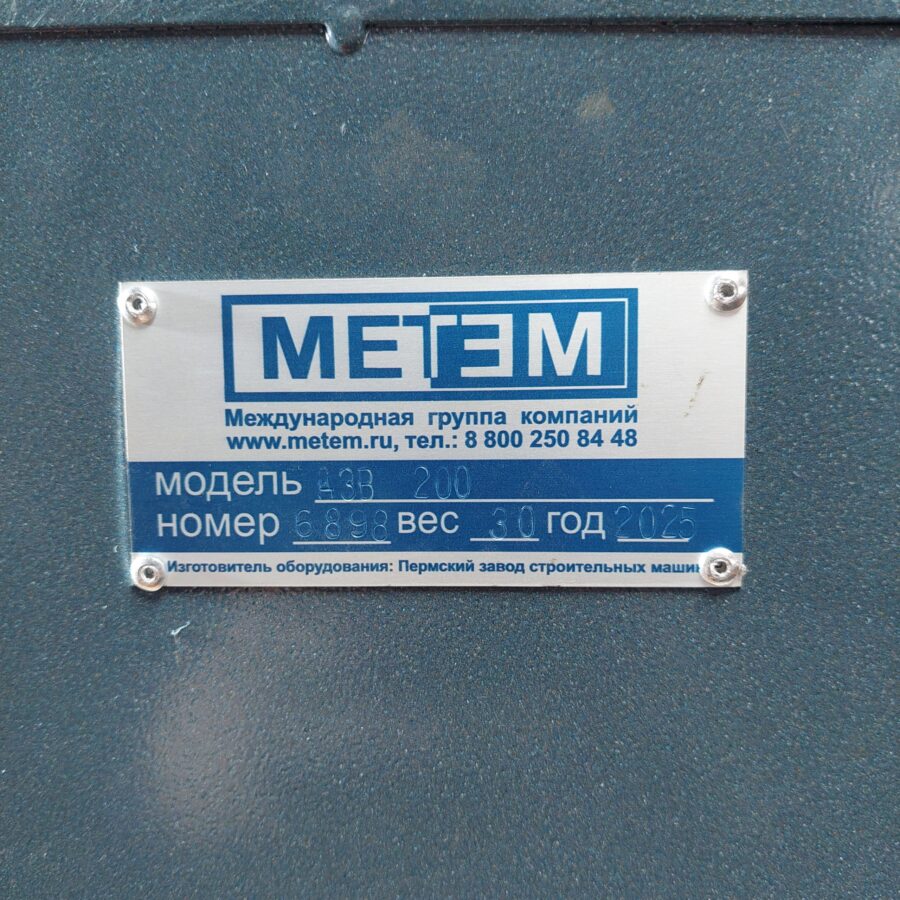 МЕТЭМ
Международная группа компаний
www.metem.ru, тел.: 8 800 250 84 48
модель АЗВ 200
номер 6898 вес 30 год 2025
Изготовитель оборудования: Пермский завод строительных машин